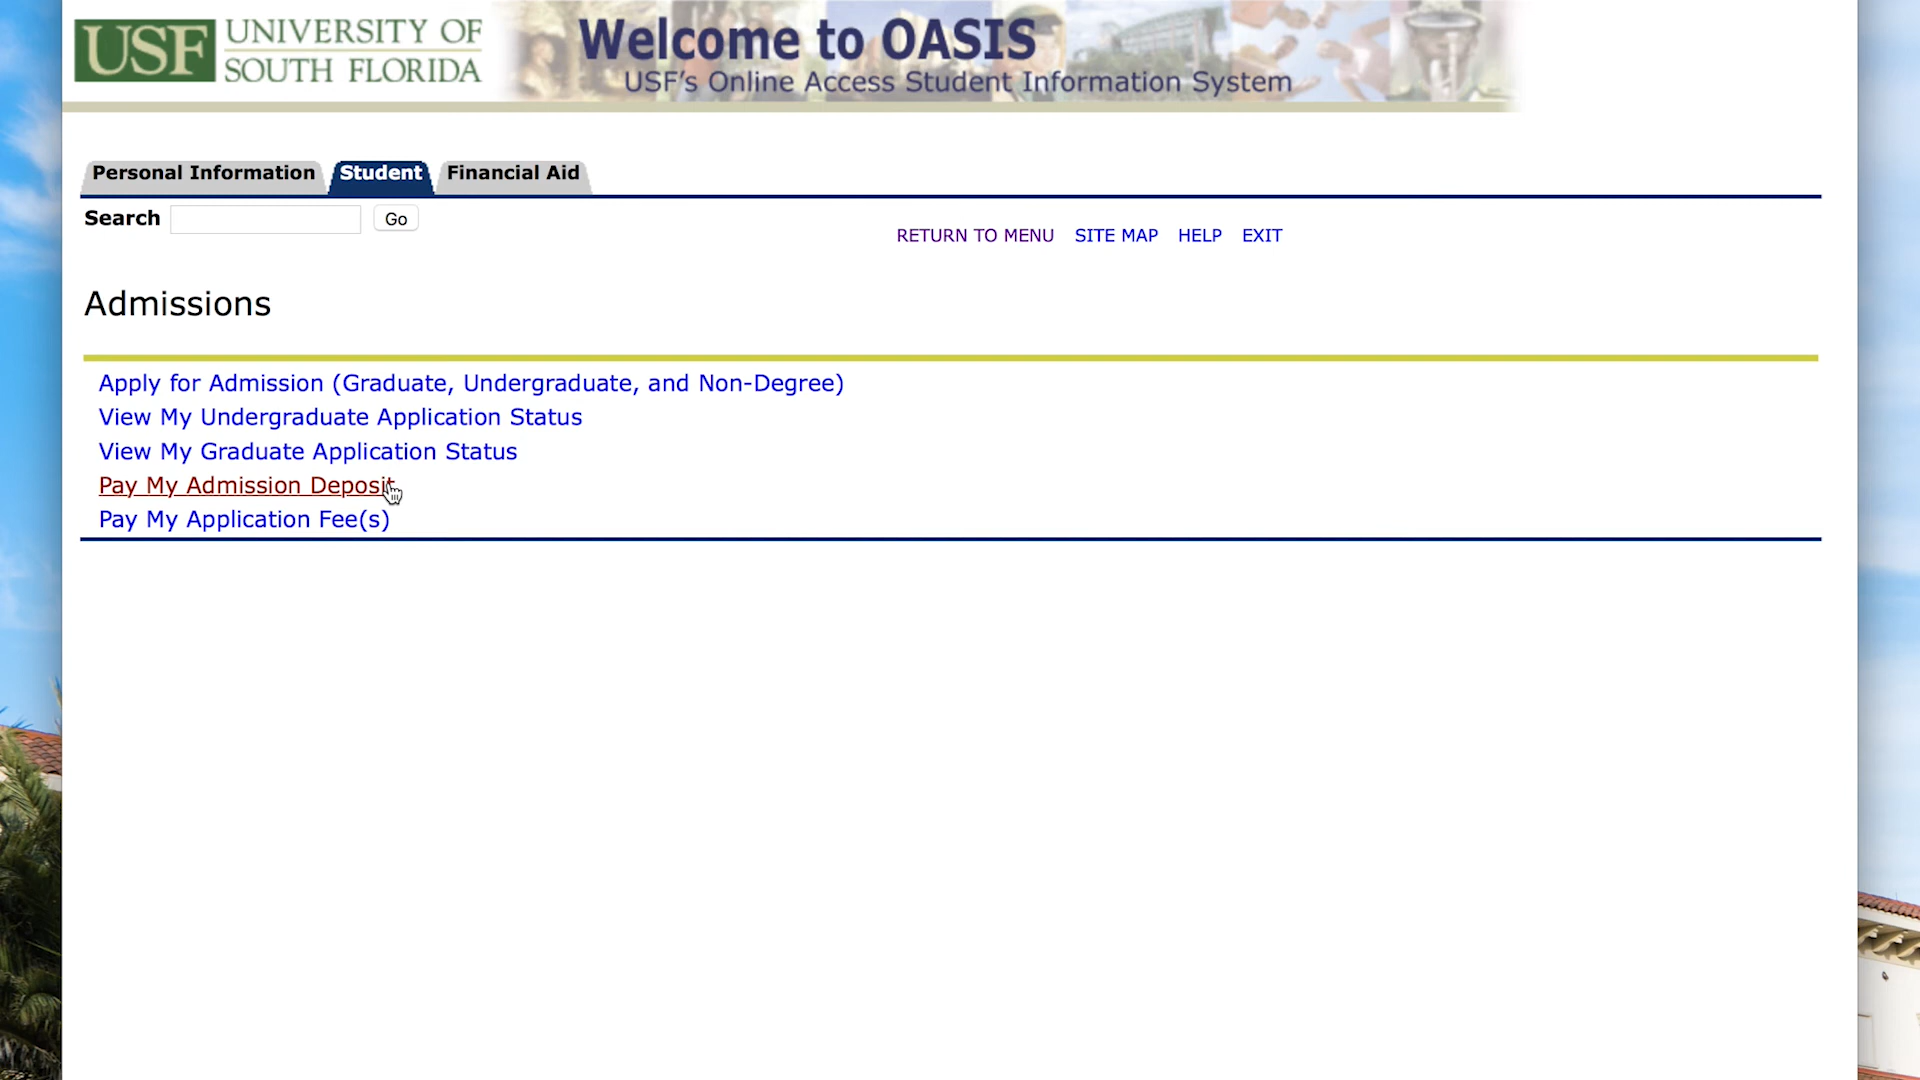 USF UNIVERSITY OF
SOUTH FLORIDA
Welcome to OASIS
USF's Online Access Student Information System
Personal Information Student Financial Aid
Search Go
RETURN TO MENU SITE MAP HELP EXIT
Admissions
Apply for Admission (Graduate, Undergraduate, and Non-Degree)
View My Undergraduate Application Status
View My Graduate Application Status
Pay My Admission Deposit
Pay My Application Fee(s)